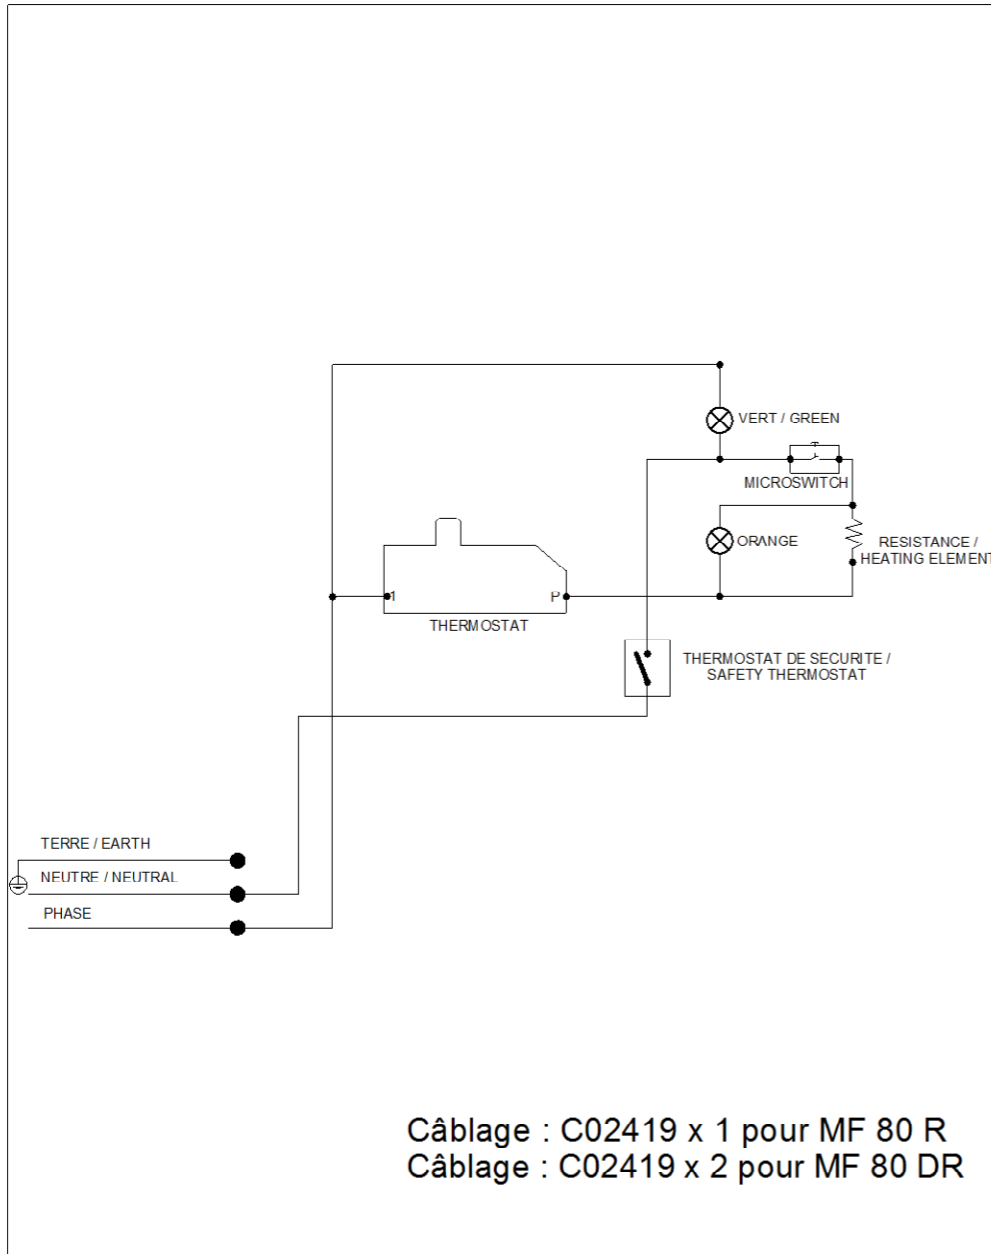 VERT / GREEN
MICROSWITCH
ORANGE
RESISTANCE /
HEATING ELEMENT
1
P
THERMOSTAT
THERMOSTAT DE SECURITE /
SAFETY THERMOSTAT
TERRE / EARTH
NEUTRE / NEUTRAL
PHASE
Câblage : C02419 x 1 pour MF 80 R
Câblage : C02419 x 2 pour MF 80 DR